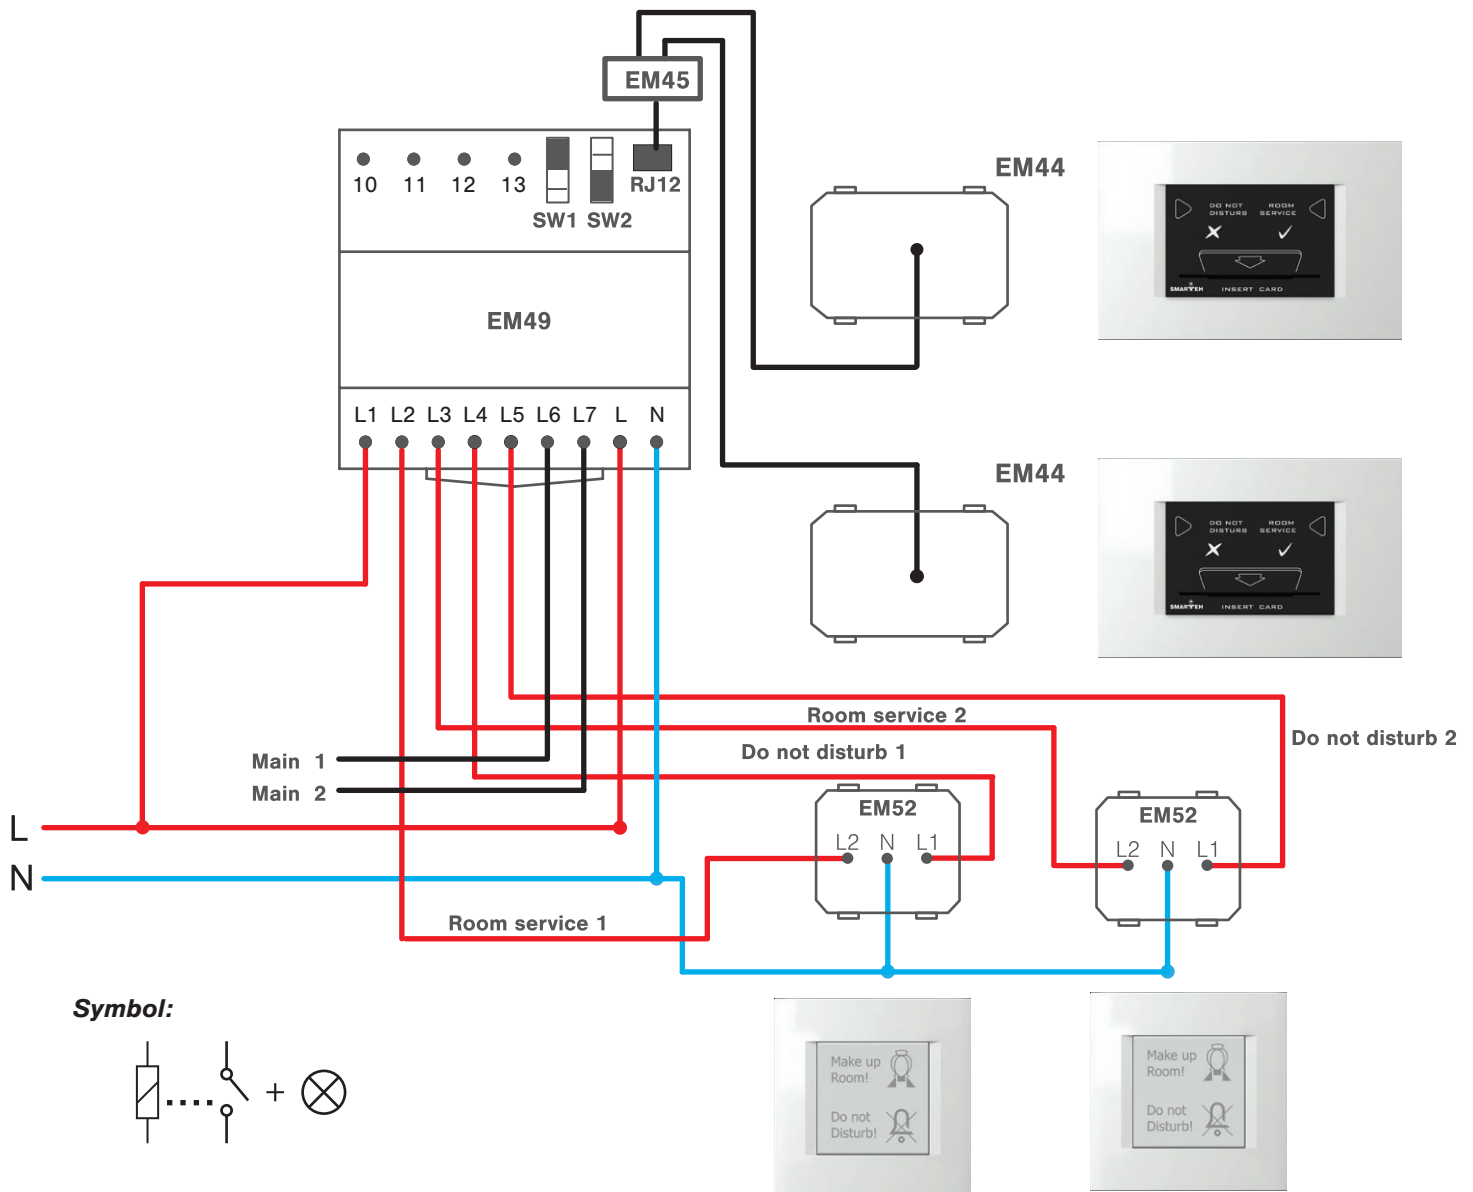 EM45
10 11 12 13
SW1 SW2
RJ12
EM49
L1 L2 L3 L4 L5 L6 L7 L N
EM44
DO NOT DISTURB
ROOM SERVICE
SMARTEH INSERT CARD
EM44
DO NOT DISTURB
ROOM SERVICE
SMARTEH INSERT CARD
Room service 2
Do not disturb 2
Do not disturb 1
Main 1
Main 2
L
N
EM52
L2 N L1
EM52
L2 N L1
Room service 1
Symbol:
+
Make up
Room!
Do not
Disturb!
Make up
Room!
Do not
Disturb!